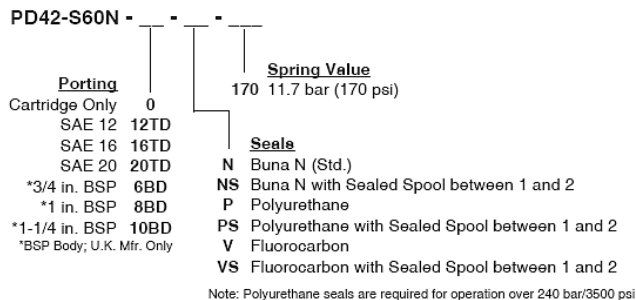 PD42-S60N - __ - __ - ___
Spring Value
170 11.7 bar (170 psi)
Porting
Cartridge Only 0
SAE 12 12TD
SAE 16 16TD
SAE 20 20TD
*3/4 in. BSP 6BD
*1 in. BSP 8BD
*1-1/4 in. BSP 10BD
*BSP Body; U.K. Mfr. Only
Seals
N Buna N (Std.)
NS Buna N with Sealed Spool between 1 and 2
P Polyurethane
PS Polyurethane with Sealed Spool between 1 and 2
V Fluorocarbon
VS Fluorocarbon with Sealed Spool between 1 and 2
Note: Polyurethane seals are required for operation over 240 bar/3500 psi